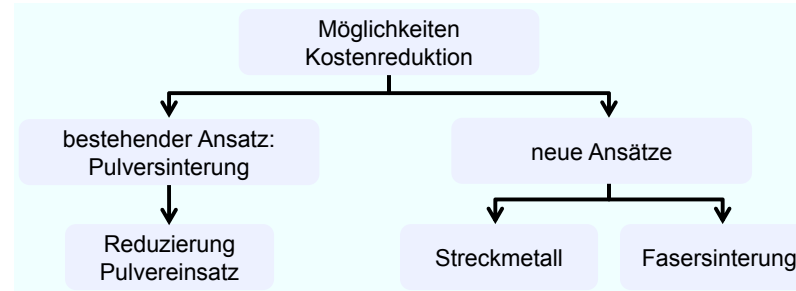 Möglichkeiten
Kostenreduktion
bestehender Ansatz:
Pulversinterung
neue Ansätze
Reduzierung
Pulvereinsatz
Streckmetall
Fasersinterung